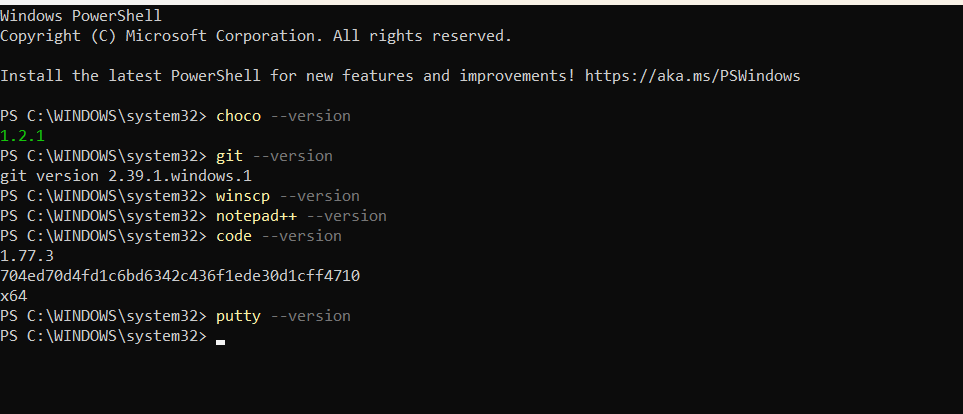 Windows PowerShell
Copyright (C) Microsoft Corporation. All rights reserved.
Install the latest PowerShell for new features and improvements! https://aka.ms/PSWindows
PS C:\WINDOWS\system32> choco --version
1.2.1
PS C:\WINDOWS\system32> git --version
git version 2.39.1.windows.1
PS C:\WINDOWS\system32> winscp --version
PS C:\WINDOWS\system32> notepad++ --version
PS C:\WINDOWS\system32> code --version
1.77.3
704ed70d4fd1c6bd6342c436f1ede30d1cff4710
x64
PS C:\WINDOWS\system32> putty --version
PS C:\WINDOWS\system32>